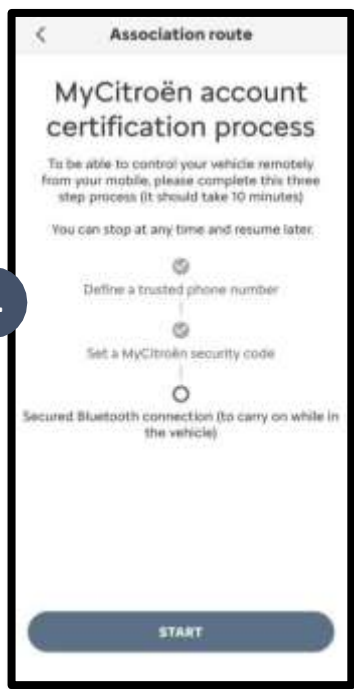 Association route
MyCitroën account
certification process
To be able to control your vehicle remotely
from your mobile, please complete this three
step process (it should take 10 minutes)
You can stop at any time and resume later.
Define a trusted phone number
Set a MyCitroën security code
Secured Bluetooth connection (to carry on while in
the vehicle)
START